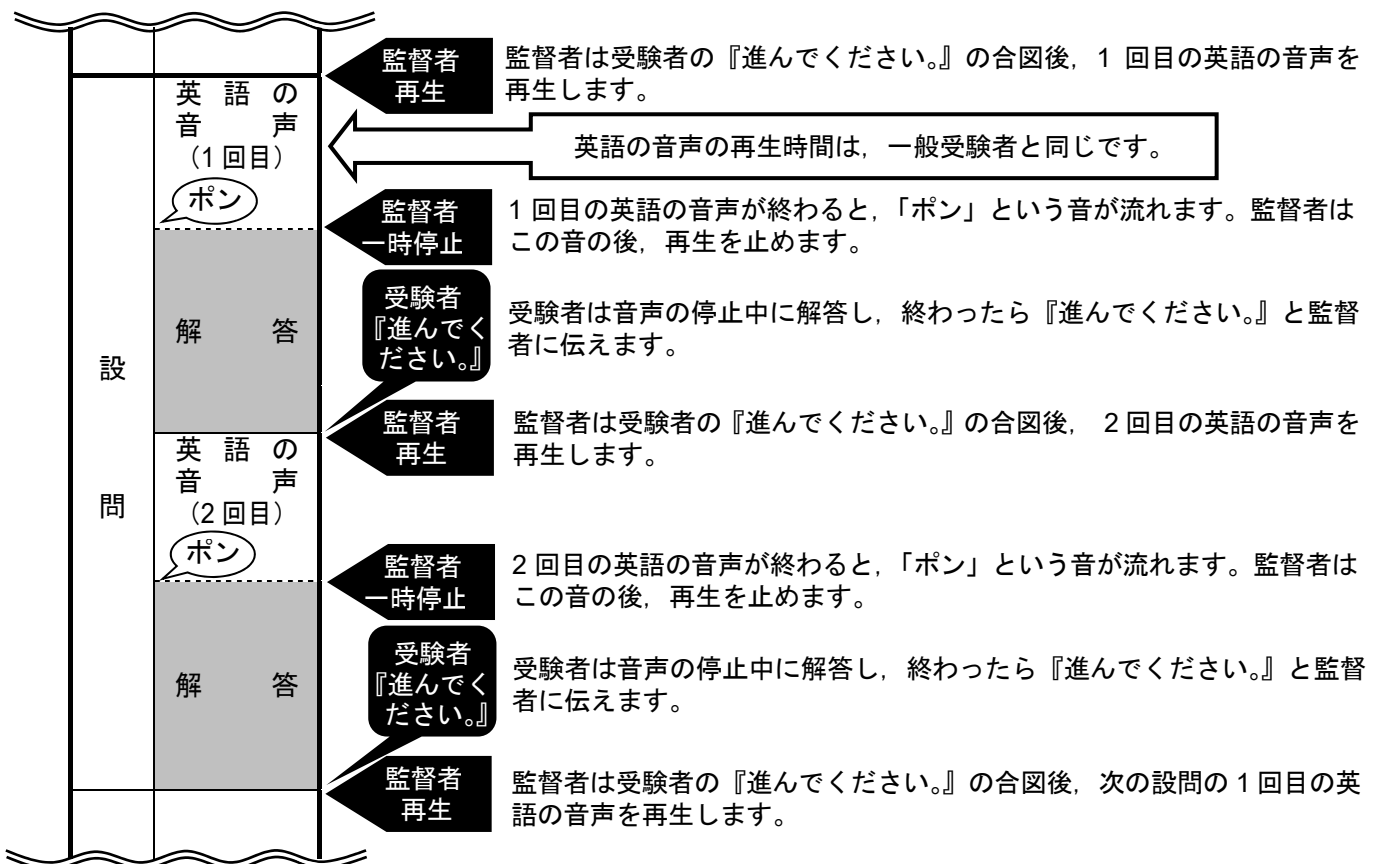 監督者
再生
監督者は受験者の『進んでください。』の合図後，1 回目の英語の音声を
再生します。
英語の
音声
（1 回目）
ポン
英語の音声の再生時間は，一般受験者と同じです。
監督者
一時停止
1 回目の英語の音声が終わると，「ポン」という音が流れます。監督者は
この音の後，再生を止めます。
設問
解答
受験者
『進んでく
ださい。』
受験者は音声の停止中に解答し，終わったら『進んでください。』と監督
者に伝えます。
監督者
再生
監督者は受験者の『進んでください。』の合図後， 2 回目の英語の音声を
再生します。
英語の
音声
（2 回目）
ポン
監督者
一時停止
2 回目の英語の音声が終わると，「ポン」という音が流れます。監督者は
この音の後，再生を止めます。
解答
受験者
『進んでく
ださい。』
受験者は音声の停止中に解答し，終わったら『進んでください。』と監督
者に伝えます。
監督者
再生
監督者は受験者の『進んでください。』の合図後，次の設問の 1 回目の英
語の音声を再生します。